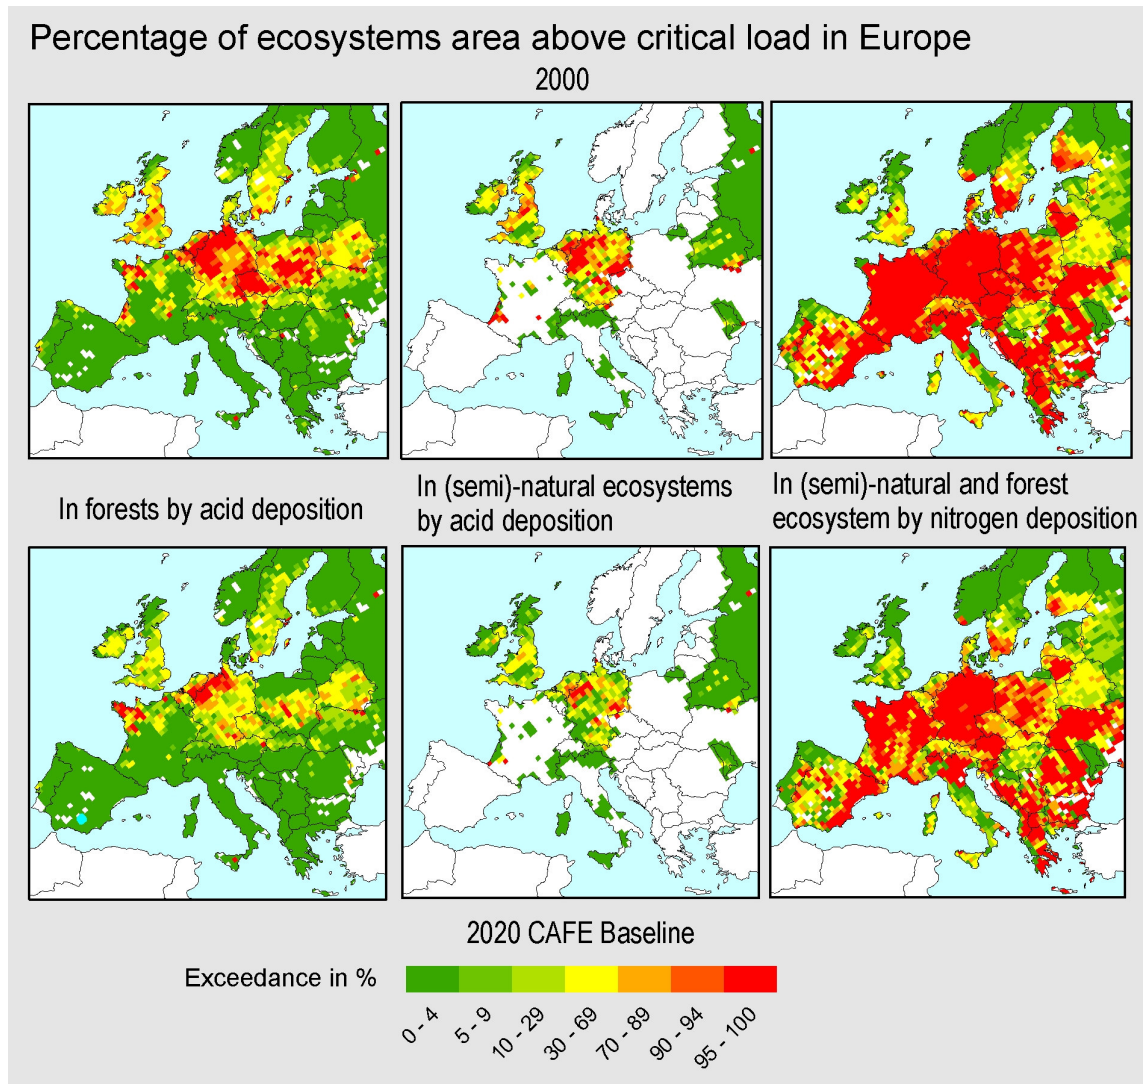 Percentage of ecosystems area above critical load in Europe
2000
In forests by acid deposition
In (semi)-natural ecosystems
by acid deposition
In (semi)-natural and forest
ecosystem by nitrogen deposition
2020 CAFE Baseline
Exceedance in %
0 - 4
5 - 9
10 - 29
30 - 69
70 - 89
90 - 94
95 - 100